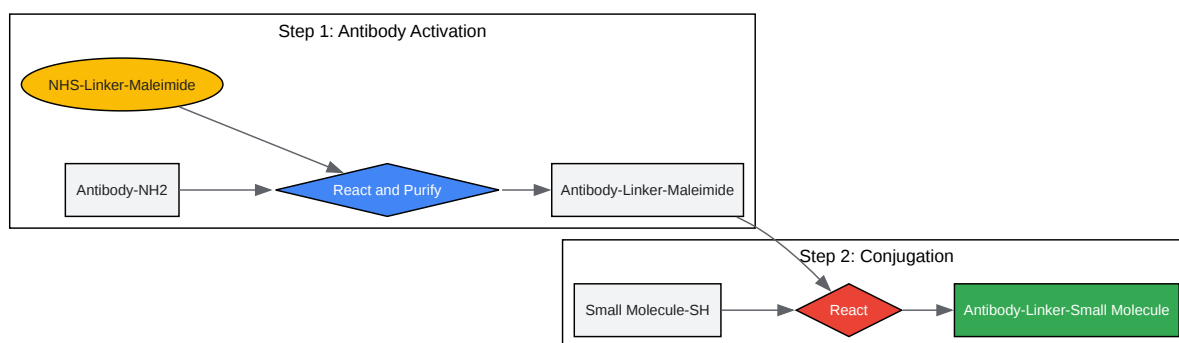 Step 1: Antibody Activation
NHS-Linker-Maleimide
Antibody-NH2
React and Purify
Antibody-Linker-Maleimide
Step 2: Conjugation
Small Molecule-SH
React
Antibody-Linker-Small Molecule